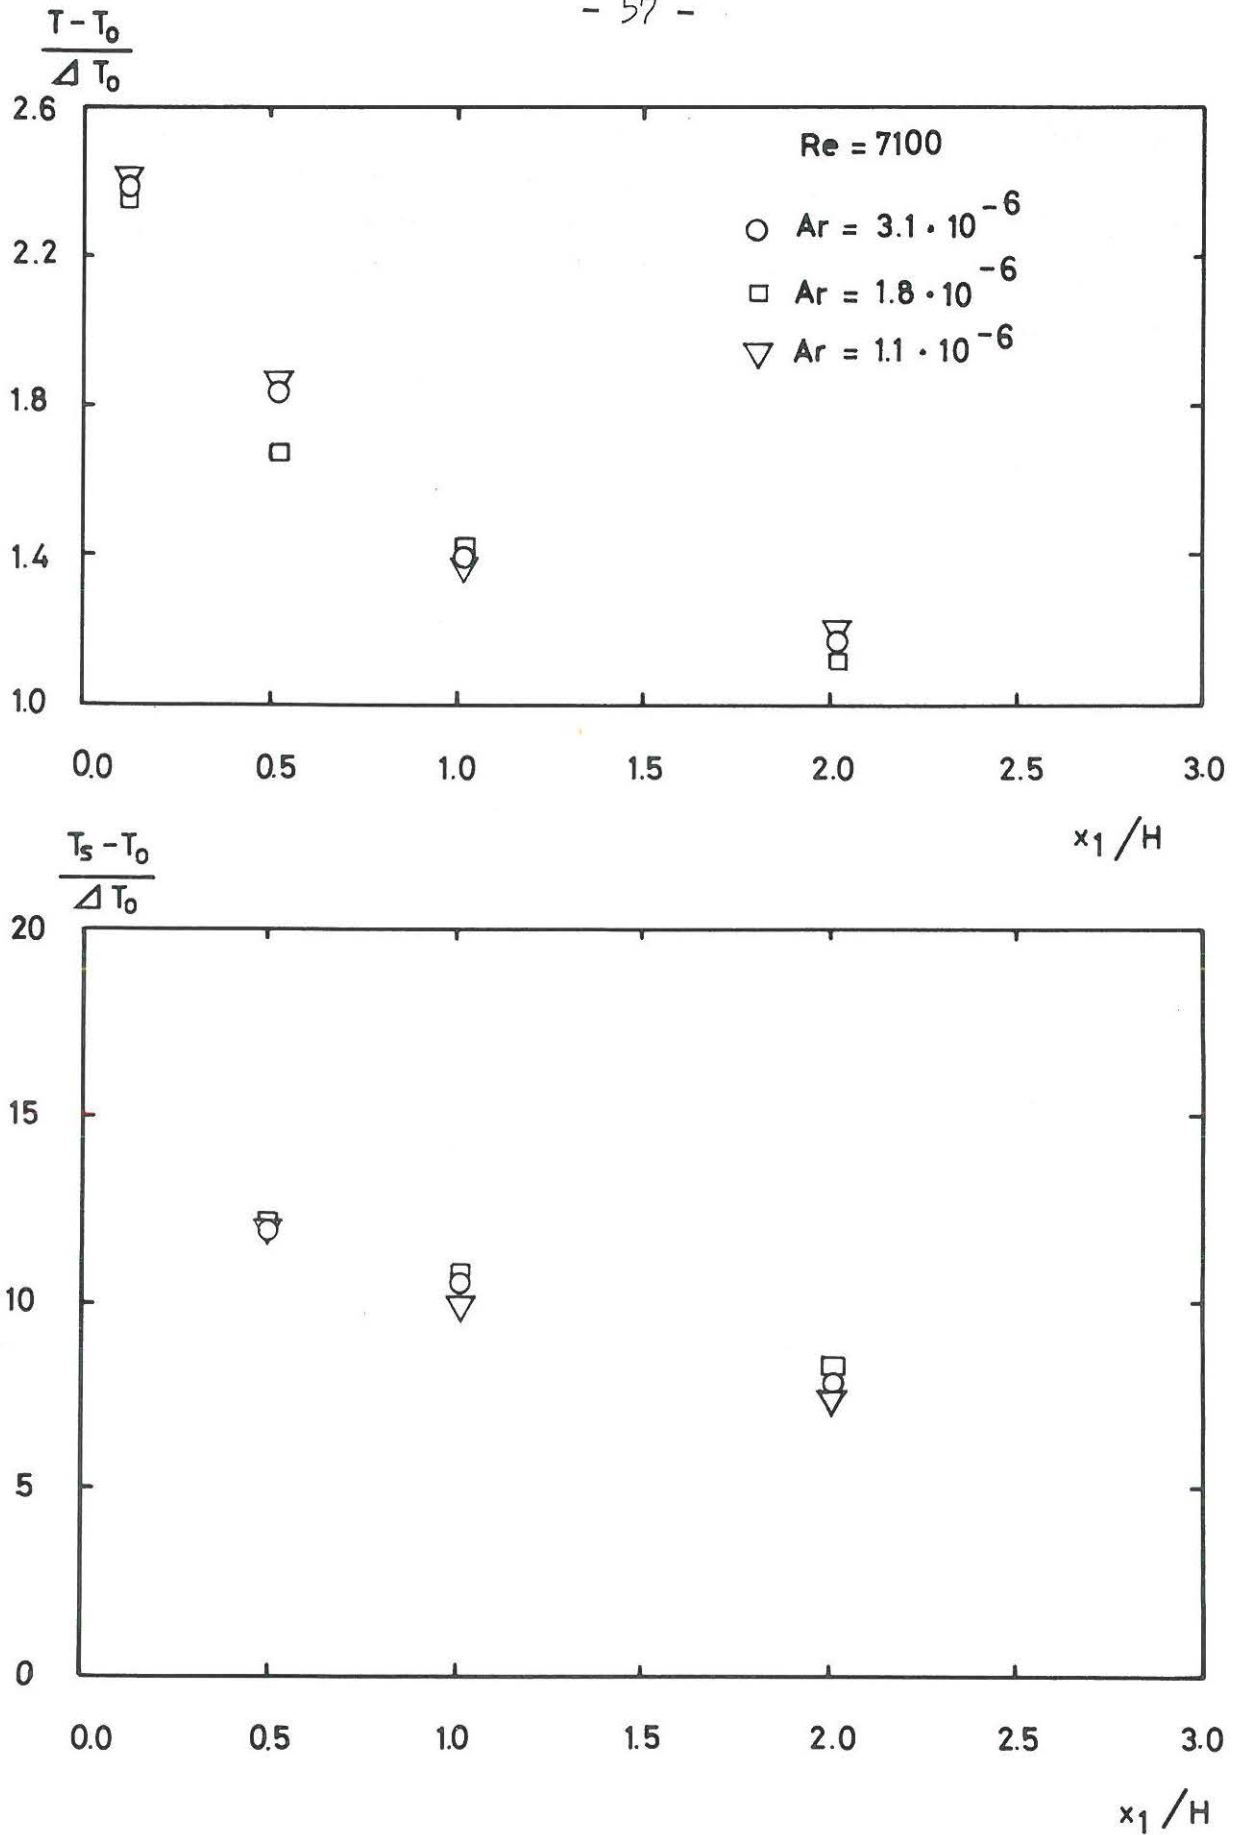 - 57 -
T - T₀
Δ T₀
2.6
2.2
1.8
1.4
1.0
Re = 7100
○ Ar = 3.1 · 10⁻⁶
□ Ar = 1.8 · 10⁻⁶
▽ Ar = 1.1 · 10⁻⁶
0.0 0.5 1.0 1.5 2.0 2.5 3.0
x₁/H
Tₛ - T₀
Δ T₀
20
15
10
5
0
0.0 0.5 1.0 1.5 2.0 2.5 3.0
x₁/H